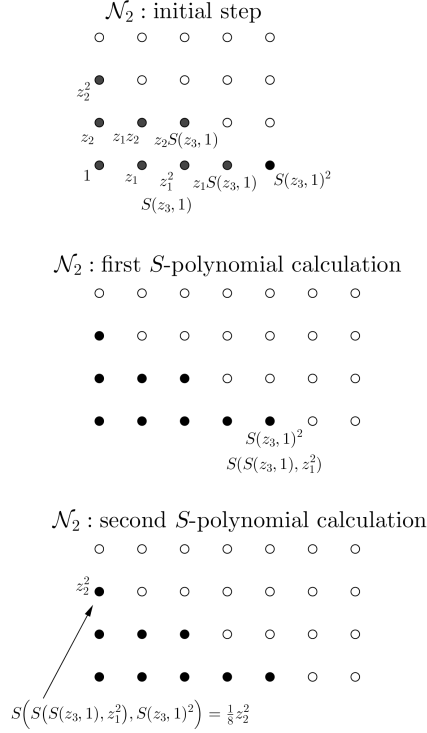 𝒩₂ : initial step
z₂²
z₂ z₁z₂ z₂S(z₃, 1)
1 z₁ z₁² z₁S(z₃, 1) S(z₃, 1)²
S(z₃, 1)
𝒩₂ : first S-polynomial calculation
S(z₃, 1)²
S(S(z₃, 1), z₁²)
𝒩₂ : second S-polynomial calculation
z₂²
S(S(S(z₃, 1), z₁²), S(z₃, 1)²) = ⅛z₂²